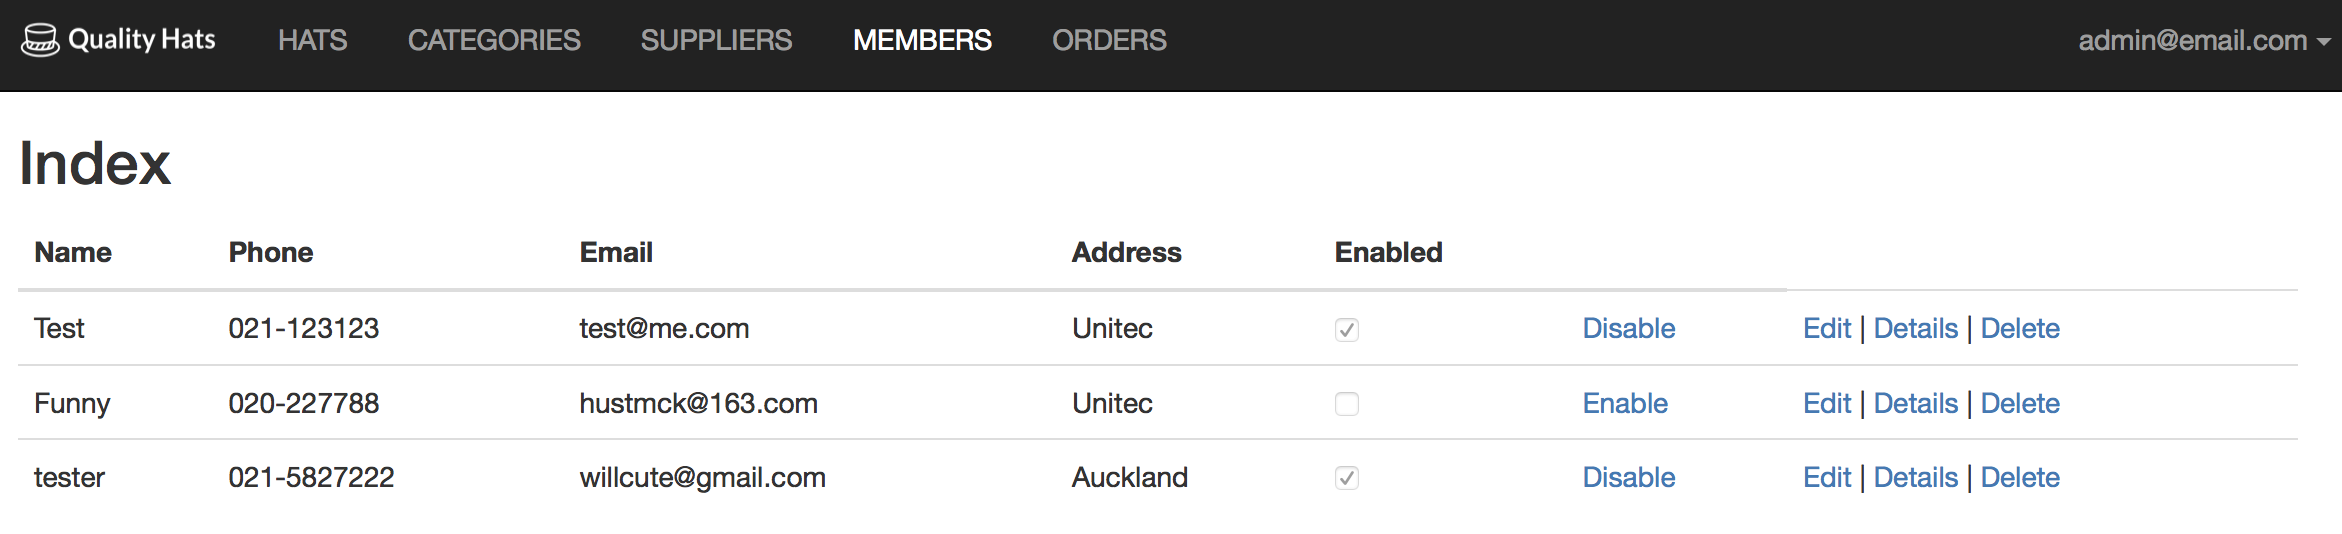 Quality Hats HATS CATEGORIES SUPPLIERS MEMBERS ORDERS admin@email.com
Index
Name Phone Email Address Enabled
Test 021-123123 test@me.com Unitec Disable Edit | Details | Delete
Funny 020-227788 hustmck@163.com Unitec Enable Edit | Details | Delete
tester 021-5827222 willcute@gmail.com Auckland Disable Edit | Details | Delete